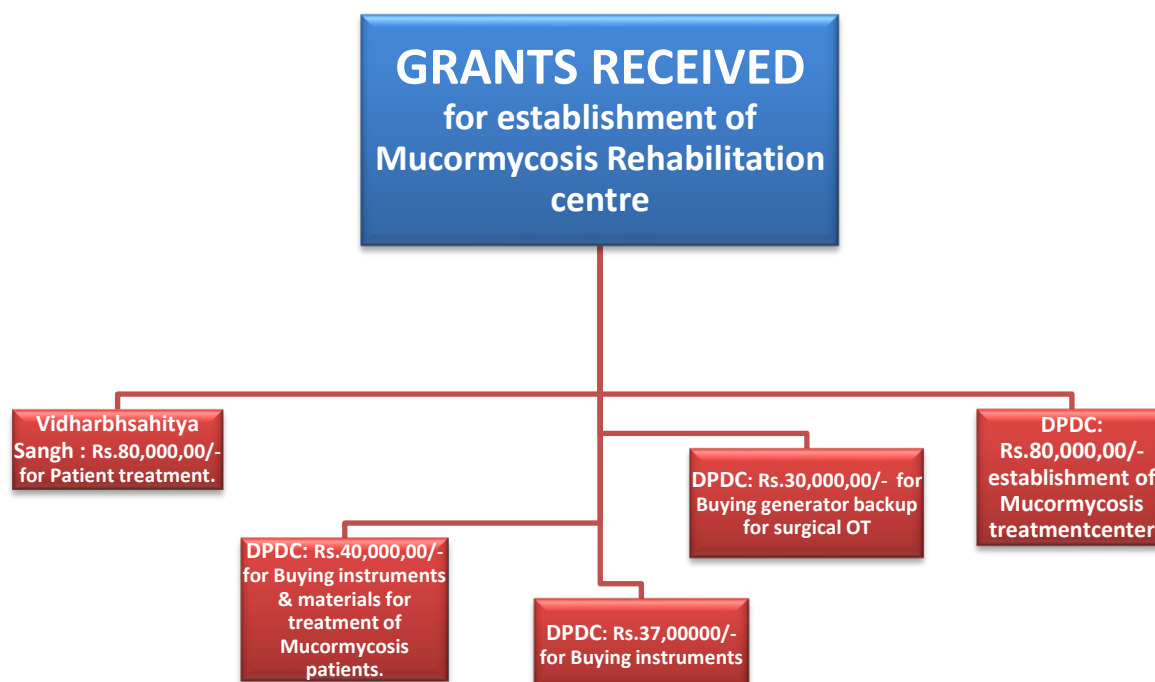 GRANTS RECEIVED
for establishment of
Mucormycosis Rehabilitation
centre
Vidharbhsahitya
Sangh : Rs.80,000,00/-
for Patient treatment.
DPDC: Rs.40,000,00/-
for Buying instruments
& materials for
treatment of
Mucormycosis
patients.
DPDC: Rs.37,00000/-
for Buying instruments
DPDC: Rs.30,000,00/- for
Buying generator backup
for surgical OT
DPDC:
Rs.80,000,00/-
establishment of
Mucormycosis
treatmentcenter